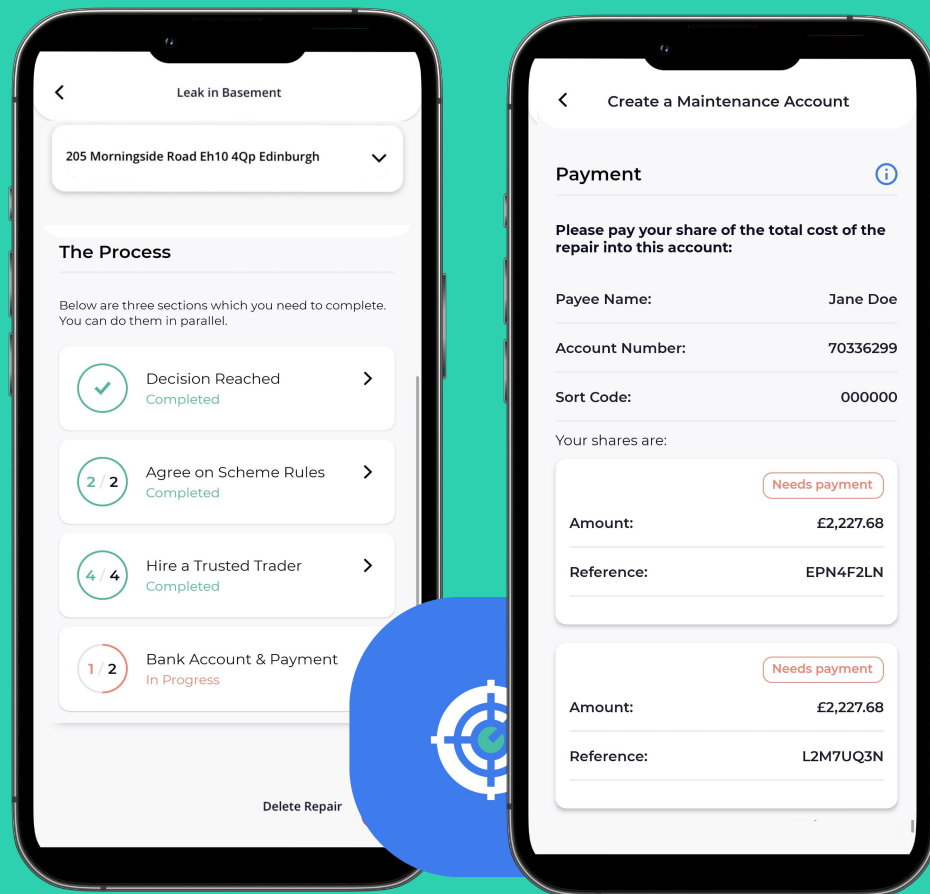 Leak in Basement
205 Morningside Road Eh10 4Qp Edinburgh
The Process
Below are three sections which you need to complete.
You can do them in parallel.
Decision Reached
Completed
2 / 2
Agree on Scheme Rules
Completed
4 / 4
Hire a Trusted Trader
Completed
1 / 2
Bank Account & Payment
In Progress
Delete Repair
Create a Maintenance Account
Payment
Please pay your share of the total cost of the
repair into this account:
Payee Name: Jane Doe
Account Number: 70336299
Sort Code: 000000
Your shares are:
Needs payment
Amount: £2,227.68
Reference: EPN4F2LN
Needs payment
Amount: £2,227.68
Reference: L2M7UQ3N